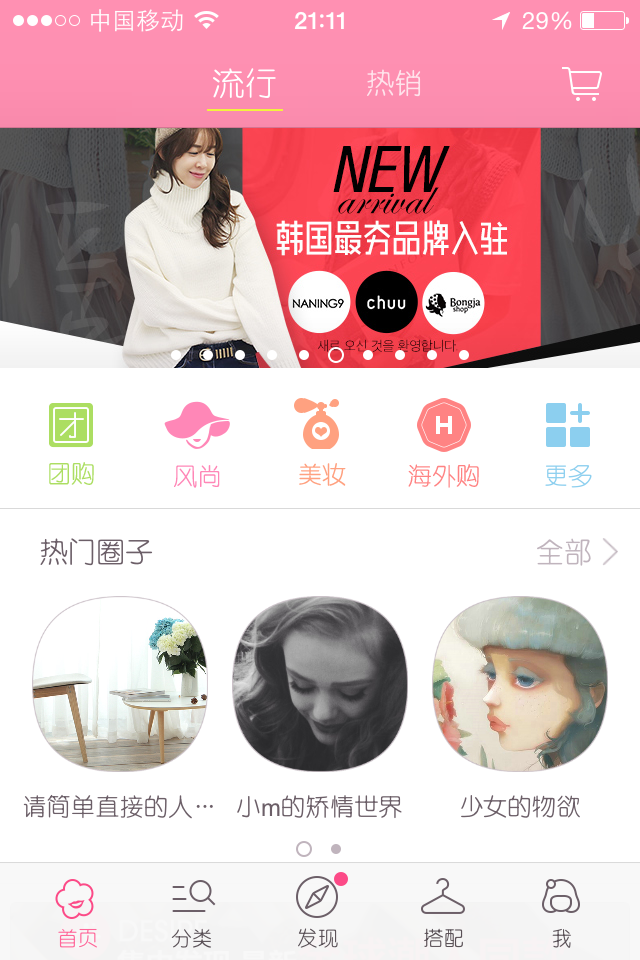 中国移动
21:11
29%
流行
热销
NEW
arrival
韩国最夯品牌入驻
NANING9
chuu
Bongja
shop
새로 오신 것을 환영합니다
团
团购
风尚
美妆
H
海外购
更多
热门圈子
全部
请简单直接的人…
小m的矫情世界
少女的物欲
首页
分类
发现
搭配
我